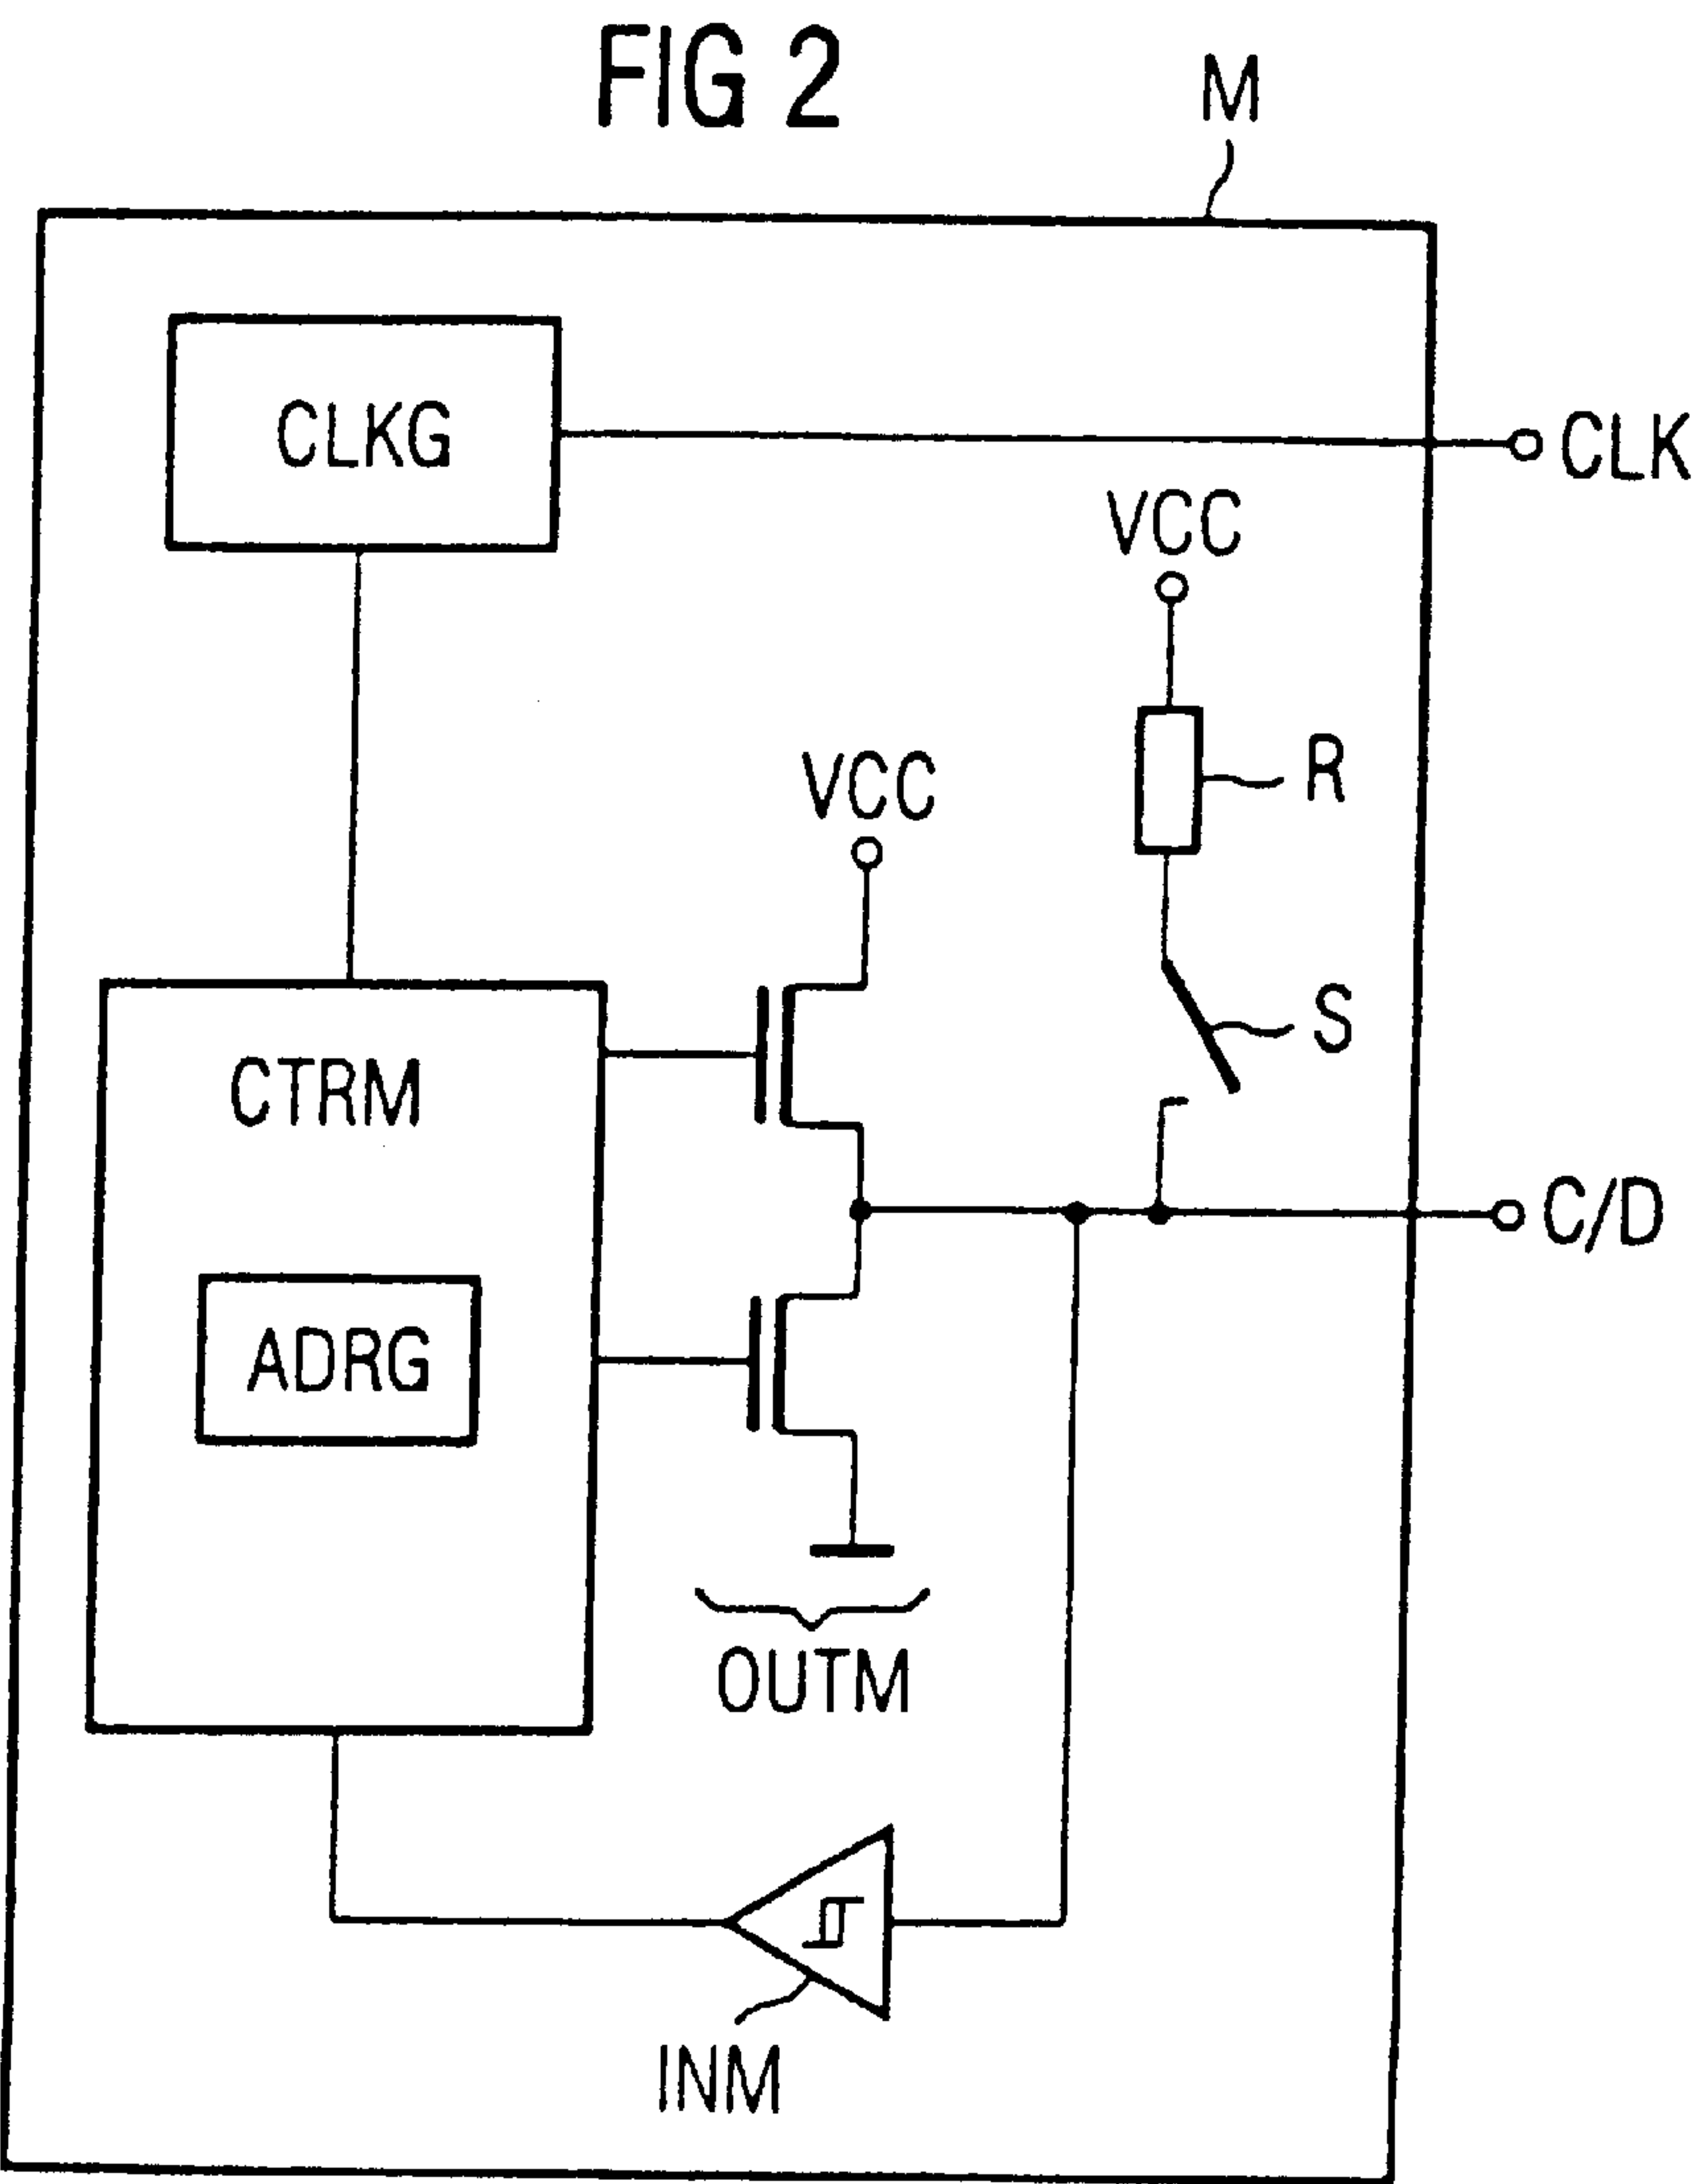 FIG 2
M
CLKG
CLK
VCC
R
VCC
S
CTRM
C/D
ADRG
OUTM
INM